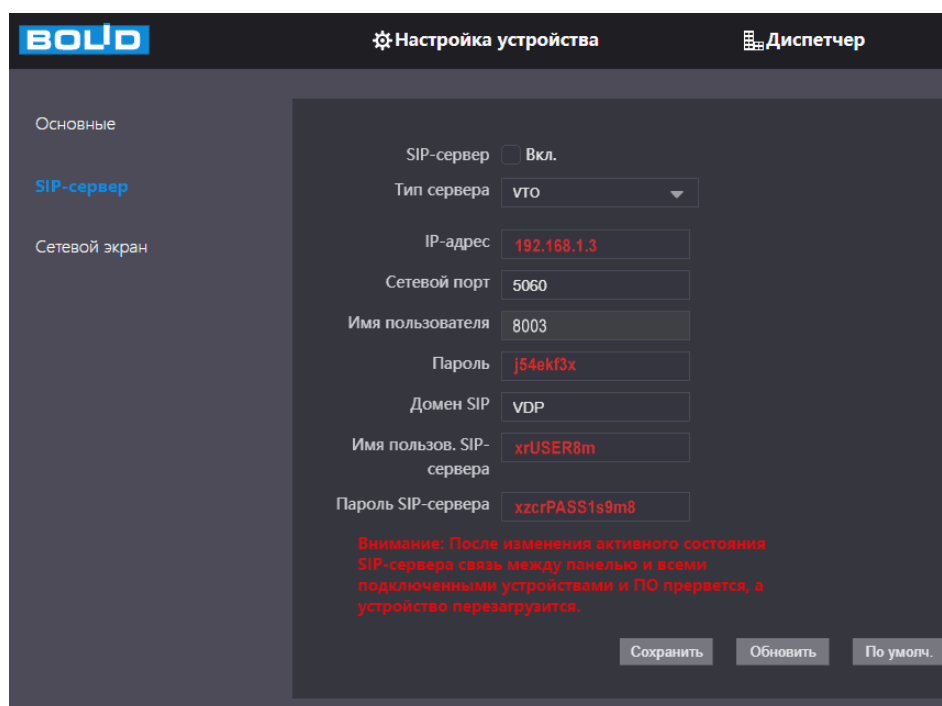 BOLID
Настройка устройства
Диспетчер
Основные
SIP-сервер
Сетевой экран
SIP-сервер Вкл.
Тип сервера VTO
IP-адрес 192.168.1.3
Сетевой порт 5060
Имя пользователя 8003
Пароль j54ekf3x
Домен SIP VDP
Имя пользов. SIP-
сервера xrUSER8m
Пароль SIP-сервера xzcrPASS1s9m8
Внимание: После изменения активного состояния
SIP-сервера связь между панелью и всеми
подключенными устройствами и ПО прервется, а
устройство перезагрузится.
Сохранить
Обновить
По умолч.